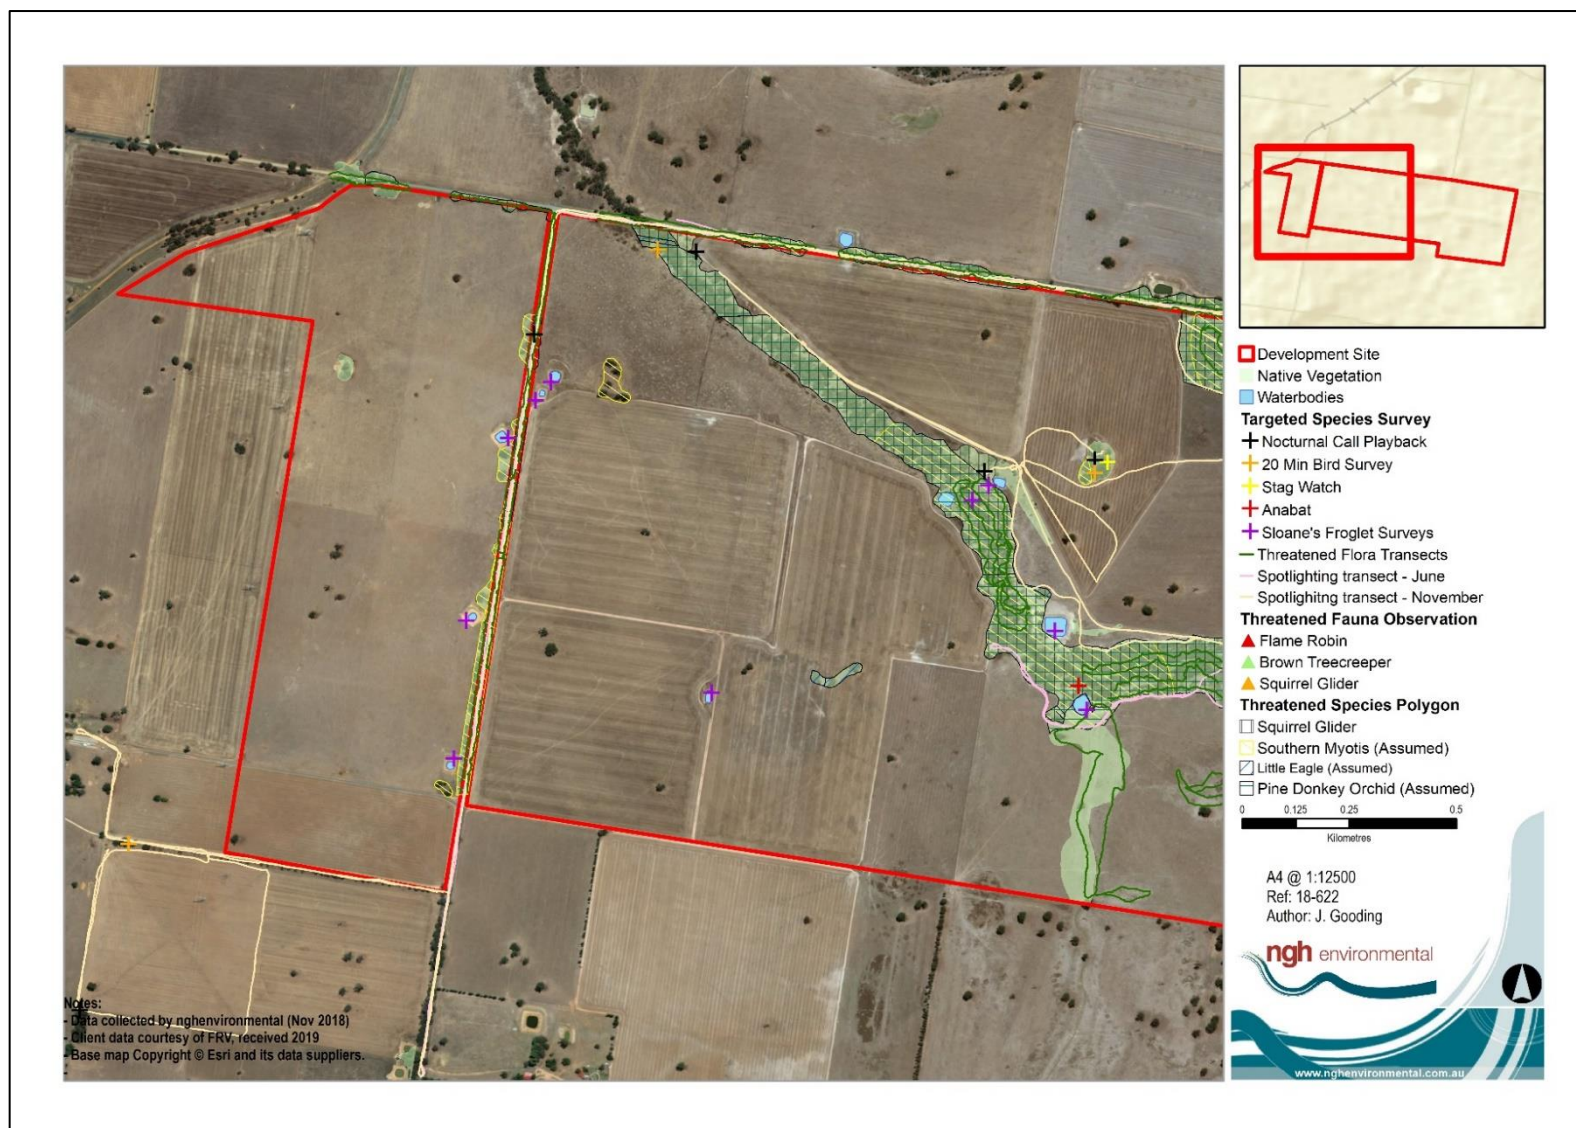 Development Site
Native Vegetation
Waterbodies
Targeted Species Survey
Nocturnal Call Playback
20 Min Bird Survey
Stag Watch
Anabat
Sloane's Froglet Surveys
Threatened Flora Transects
Spotlighting transect - June
Spotlighitng transect - November
Threatened Fauna Observation
Flame Robin
Brown Treecreeper
Squirrel Glider
Threatened Species Polygon
Squirrel Glider
Southern Myotis (Assumed)
Little Eagle (Assumed)
Pine Donkey Orchid (Assumed)
0 0.125 0.25 0.5
Kilometres
A4 @ 1:12500
Ref: 18-622
Author: J. Gooding
ngh environmental
www.nghenvironmental.com.au
Notes:
- Data collected by nghenvironmental (Nov 2018)
- Client data courtesy of FRV, received 2019
- Base map Copyright © Esri and its data suppliers.
-